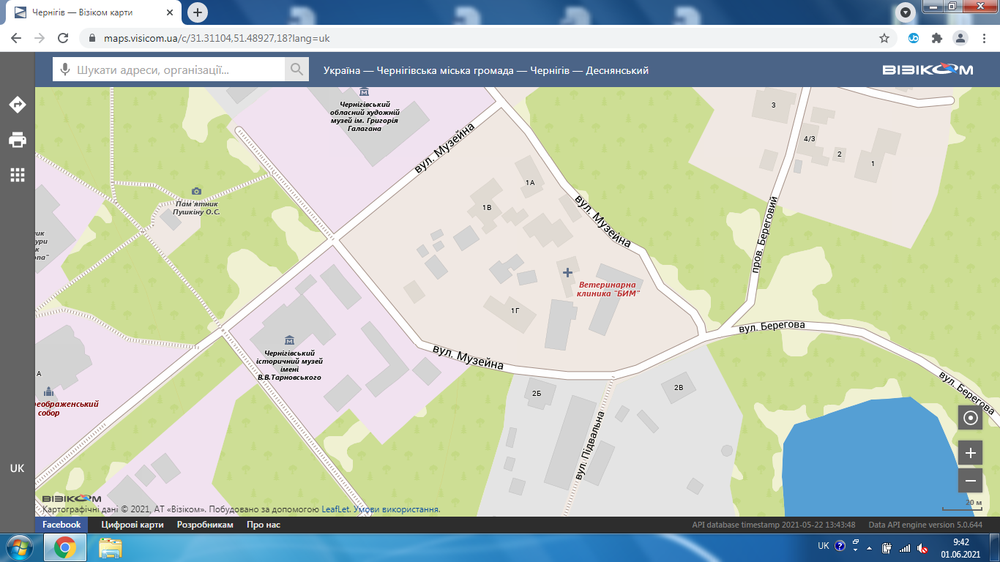 Чернігів — Візіком карти
maps.visicom.ua/c/31.31104,51.48927,18?lang=uk
Шукати адреси, організації...
Україна — Чернігівська міська громада — Чернігів — Деснянський
ВІЗІКОМ
Чернігівський
обласний художній
музей ім. Григорія
Галагана
вул. Музейна
3
4/3
2
1
1А
1В
Пам'ятник
Пушкіну О.С.
вул. Музейна
пров. Береговий
Ветеринарна
клиника "БИМ"
1Г
вул. Берегова
Чернігівський
історичний музей
імені
В.В.Тарновського
вул. Музейна
А
реображенський
собор
2Б
2В
вул. Берегова
вул. Підвальна
UK
ВІЗІКОМ
Картографічні дані © 2021, АТ «Візіком». Побудовано за допомогою LeafLet. Умови використання.
20 м
Facebook Цифрові карти Розробникам Про нас
API database timestamp 2021-05-22 13:43:48 Data API engine version 5.0.644
UK
9:42
01.06.2021